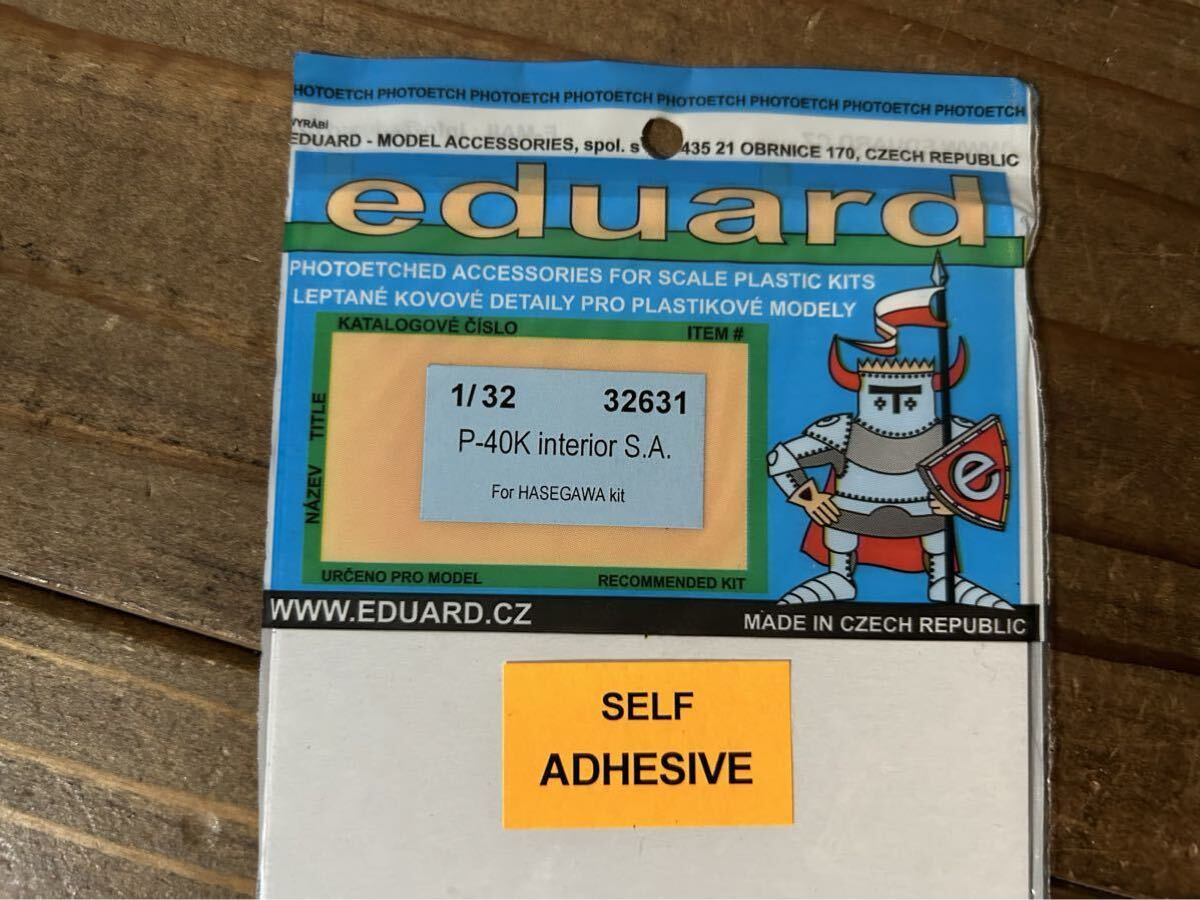 HOTOETCH PHOTOETCH PHOTOETCH PHOTOETCH PHOTOETCH PHOTOETCH PHOTOETCH PHOTOETCH
VYRÁBÍ
EDUARD - MODEL ACCESSORIES, spol. s 435 21 OBRNICE 170, CZECH REPUBLIC
eduard
PHOTOETCHED ACCESSORIES FOR SCALE PLASTIC KITS
LEPTANÉ KOVOVÉ DETAILY PRO PLASTIKOVÉ MODELY
KATALOGOVÉ ČÍSLO ITEM #
NÁZEV TITLE
1/32 32631
P-40K interior S.A.
For HASEGAWA kit
e
URČENO PRO MODEL RECOMMENDED KIT
WWW.EDUARD.CZ MADE IN CZECH REPUBLIC
SELF
ADHESIVE